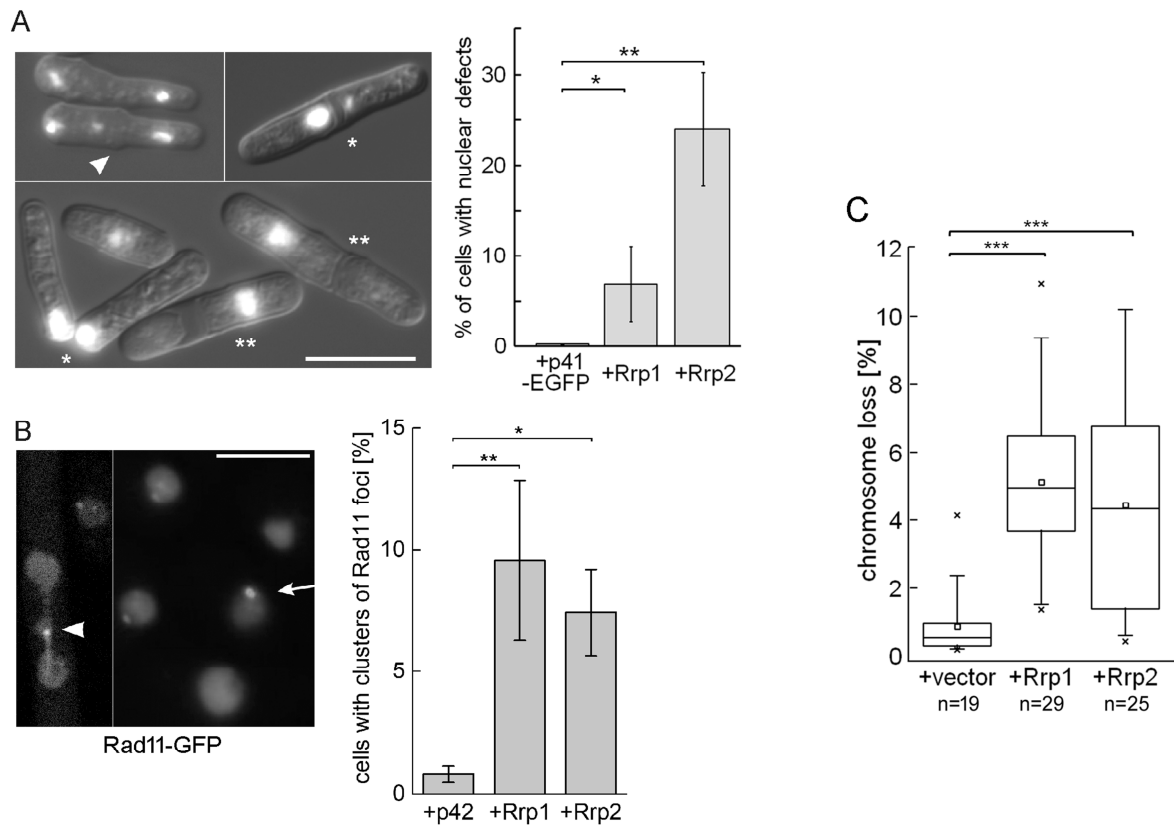 A
*
**
**
*
% of cells with nuclear defects
30
20
10
0
*
**
+p41
-EGFP
+Rrp1
+Rrp2
B
Rad11-GFP
cells with clusters of Rad11 foci [%]
15
10
5
0
**
*
+p42
+Rrp1
+Rrp2
C
chromosome loss [%]
12
10
8
6
4
2
0
***
***
+vector
+Rrp1
+Rrp2
n=19
n=29
n=25